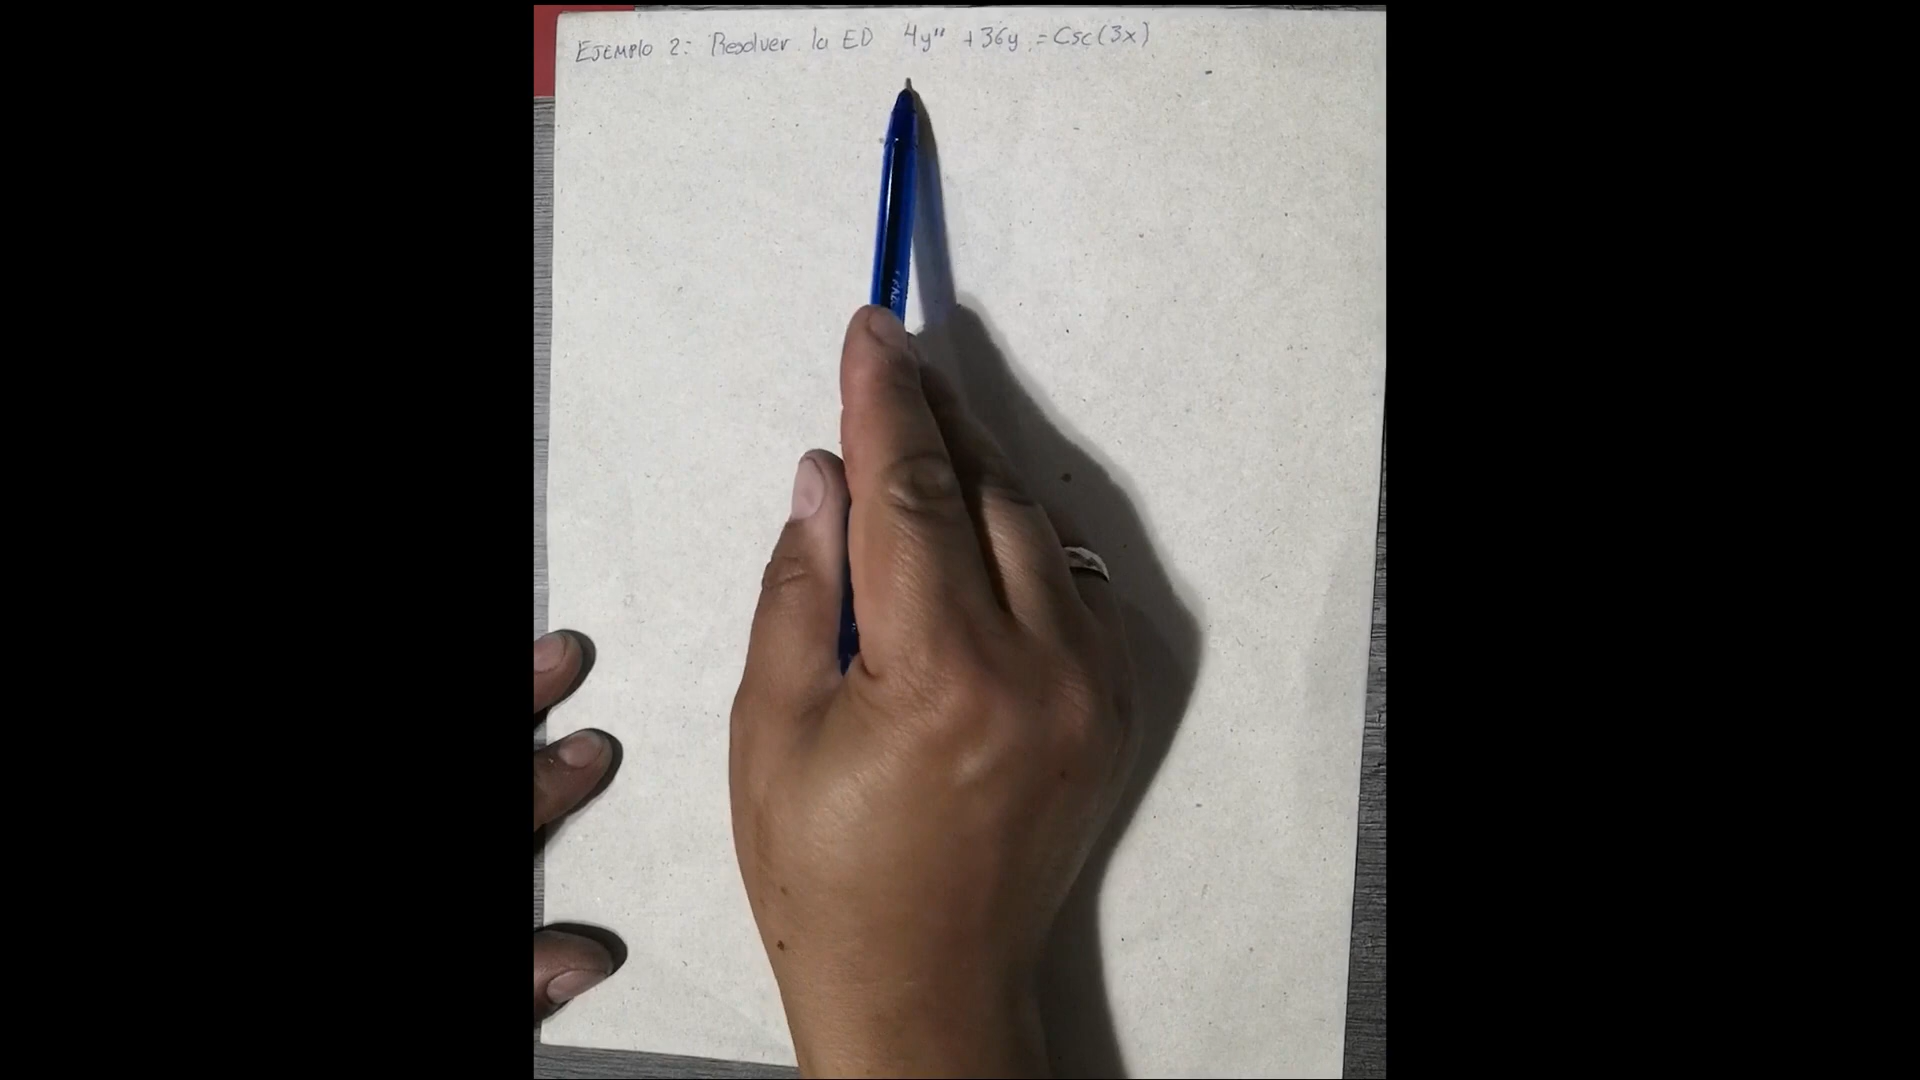 Ejemplo 2: Resolver la ED 4y'' + 36y = Csc(3x)